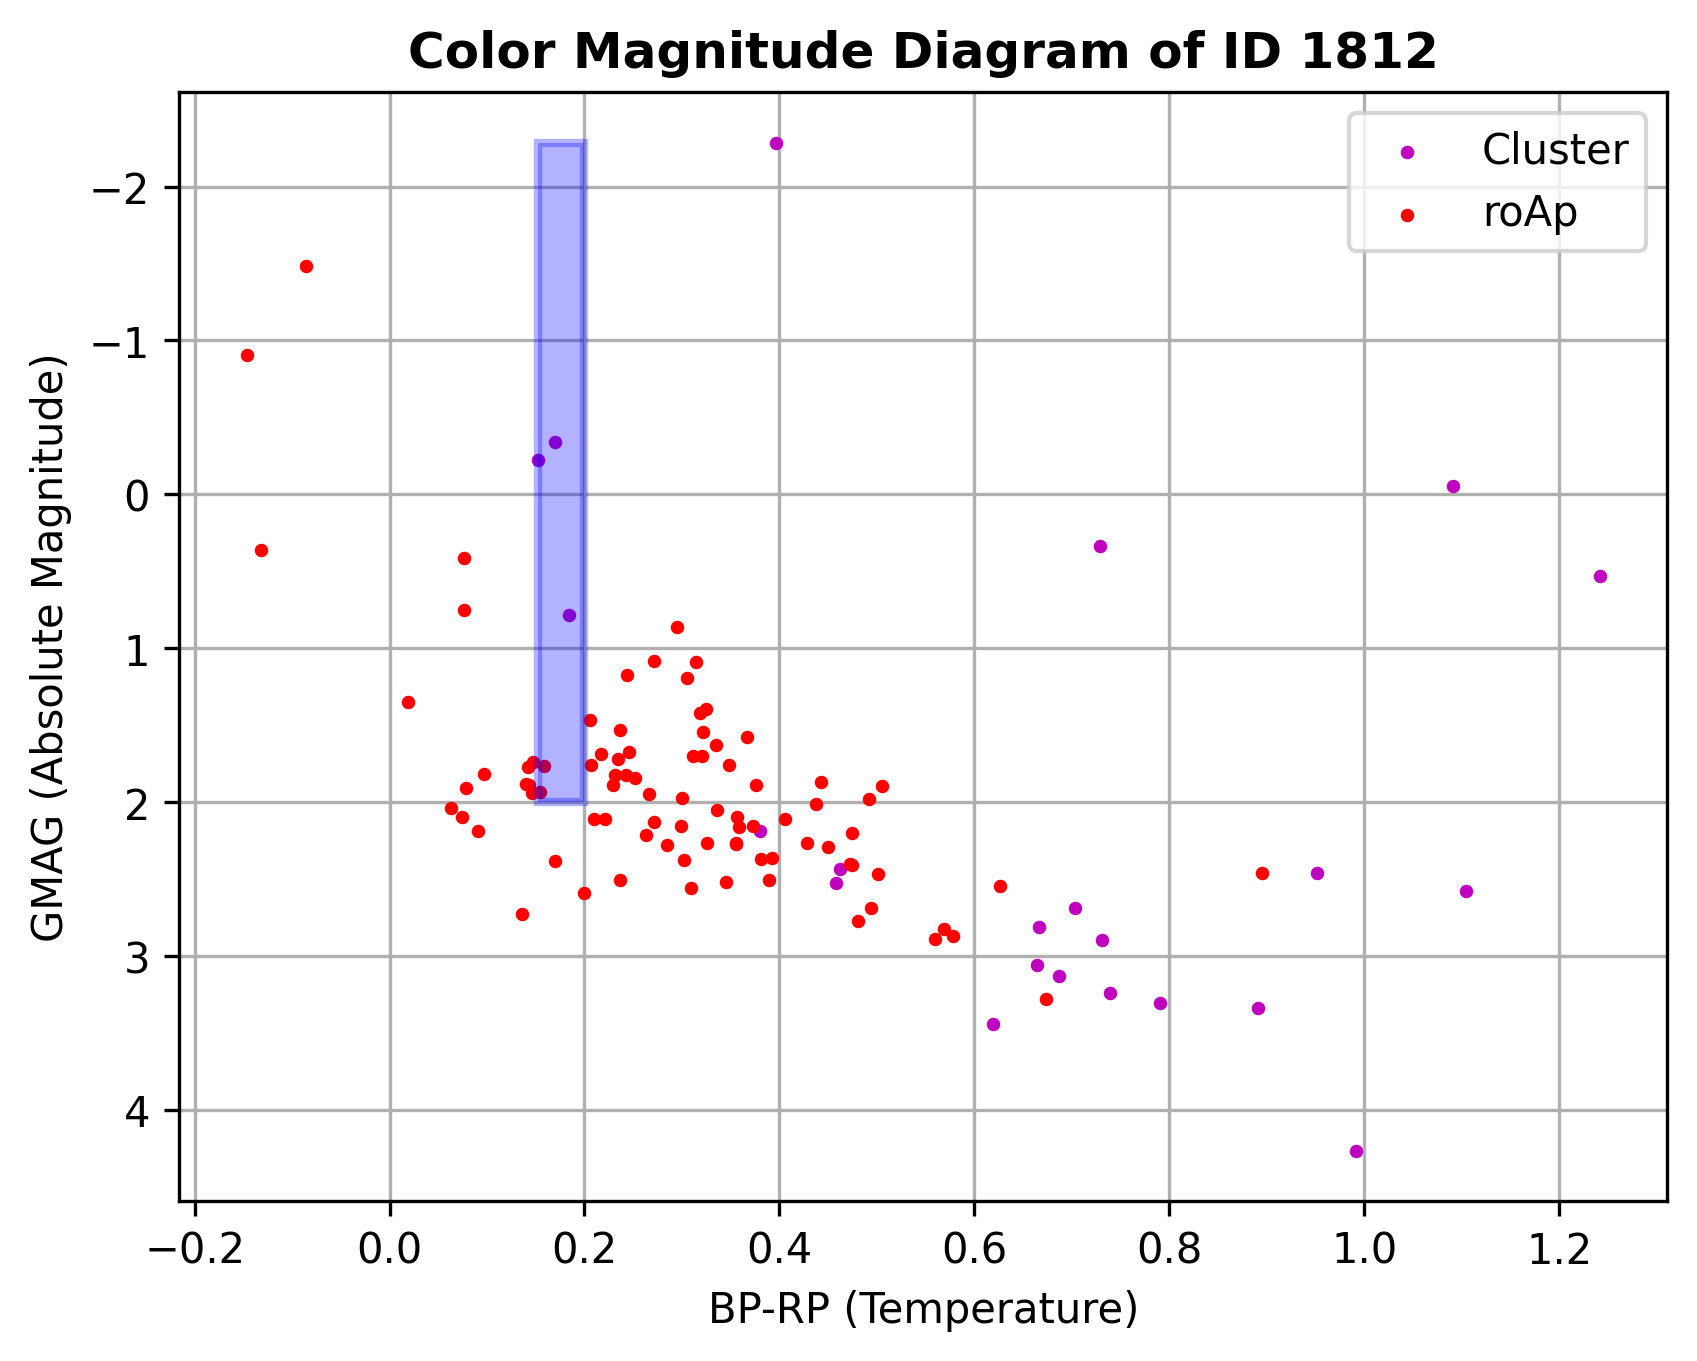 Color Magnitude Diagram of ID 1812
Cluster
roAp
GMAG (Absolute Magnitude)
−2
−1
0
1
2
3
4
−0.2 0.0 0.2 0.4 0.6 0.8 1.0 1.2
BP-RP (Temperature)